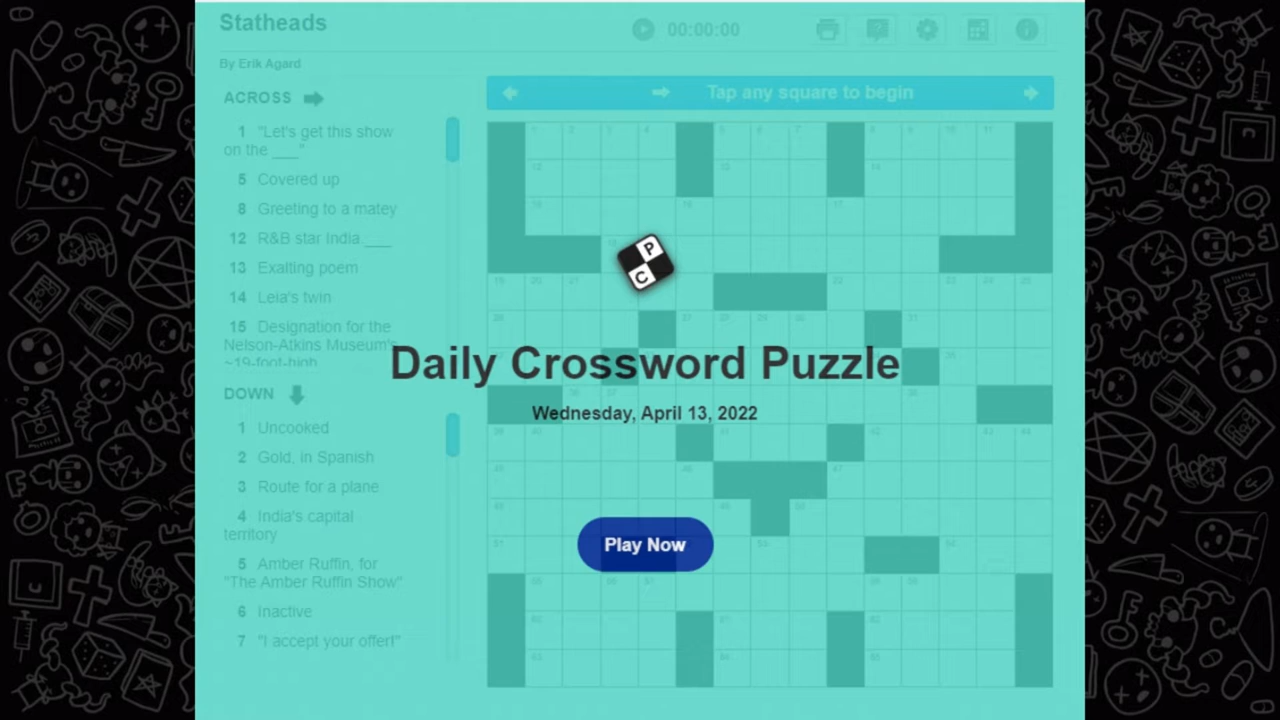 Statheads
00:00:00
By Erik Agard
ACROSS
Tap any square to begin
1 "Let's get this show
on the ___"
5 Covered up
8 Greeting to a matey
12 R&B star India.___
13 Exalting poem
14 Leia's twin
15 Designation for the
Nelson-Atkins Museum's
~19-foot-high
DOWN
1 Uncooked
2 Gold, in Spanish
3 Route for a plane
4 India's capital
territory
5 Amber Ruffin, for
"The Amber Ruffin Show"
6 Inactive
7 "I accept your offer!"
P
C
Daily Crossword Puzzle
Wednesday, April 13, 2022
Play Now